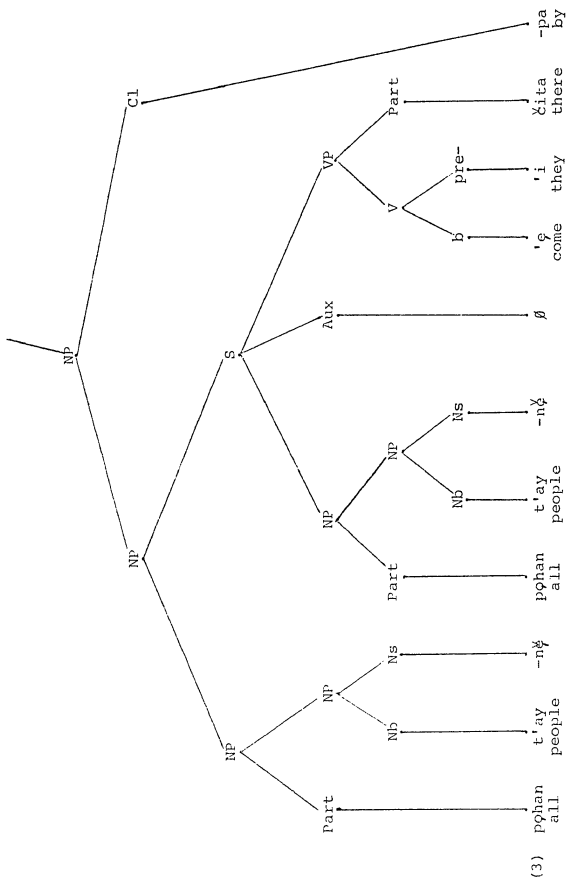 NP
NP Cl
NP S
Part NP NP Aux VP
Nb Ns Part NP V Part
Nb Ns b pre-
(3) pǫhan t'ay -nę̌ pǫhan t'ay -nę̌ ø 'ę 'i čita -pa
all people all people come they there by